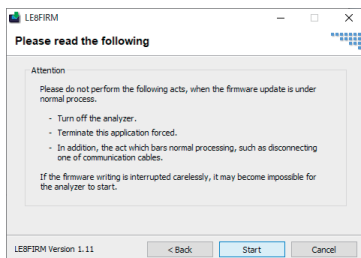 LE8FIRM
Please read the following
Attention
Please do not perform the following acts, when the firmware update is under
normal process.
- Turn off the analyzer.
- Terminate this application forced.
- In addition, the act which bars normal processing, such as disconnecting
one of communication cables.
If the firmware writing is interrupted carelessly, it may become impossible for
the analyzer to start.
LE8FIRM Version 1.11
< Back
Start
Cancel